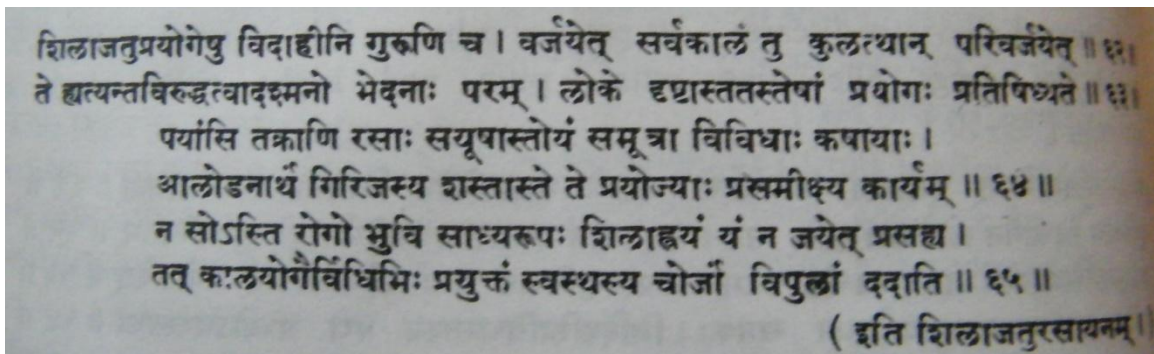 शिलाजतुप्रयोगेषु विदाहीनि गुरूणि च । वर्जयेत् सर्वकालं तु कुलत्थान् परिवर्जयेत् ॥ ६२।
ते ह्यत्यन्तविरुद्धत्वादश्मनो भेदनाः परम् । लोके दृष्टास्ततस्तेषां प्रयोगः प्रतिषिध्यते ॥ ६३।
पयांसि तक्राणि रसाः सयूषास्तोयं समूत्रा विविधाः कषायाः ।
आलोडनार्थं गिरिजस्य शस्तास्ते ते प्रयोज्याः प्रसमीक्ष्य कार्यम् ॥ ६४ ॥
न सोऽस्ति रोगो भुवि साध्यरूपः शिलाह्वयं यं न जयेत् प्रसह्य ।
तत् कालयोगैर्विधिभिः प्रयुक्तं स्वस्थस्य चोर्जां विपुलां ददाति ॥ ६५ ॥
( इति शिलाजतुरसायनम् ।